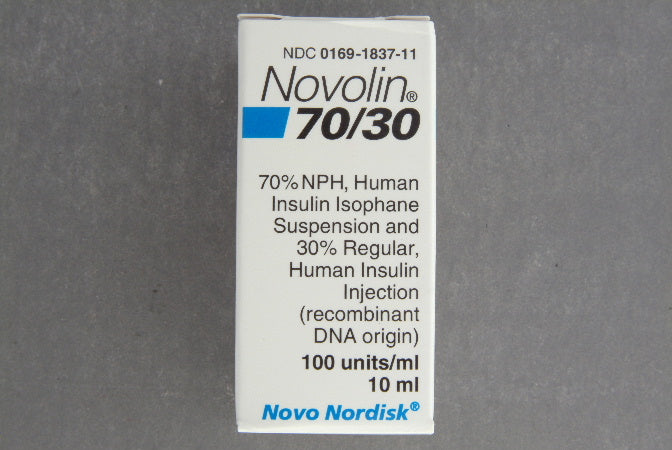 NDC 0169-1837-11
Novolin®
70/30
70% NPH, Human
Insulin Isophane
Suspension and
30% Regular,
Human Insulin
Injection
(recombinant
DNA origin)
100 units/ml
10 ml
Novo Nordisk®